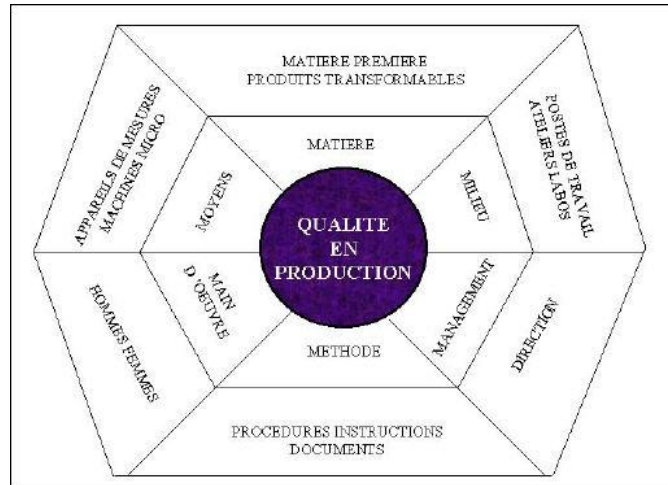 MATIERE PREMIERE
PRODUITS TRANSFORMABLES
MATIERE
APPAREILS DE MESURES
MACHINES MICRO
MOYENS
POSTES DE TRAVAIL
ATELIERS LABOS
MILIEU
QUALITE
EN
PRODUCTION
HOMMES FEMMES
MAIN
D'OEUVRE
MANAGEMENT
DIRECTION
METHODE
PROCEDURES INSTRUCTIONS
DOCUMENTS